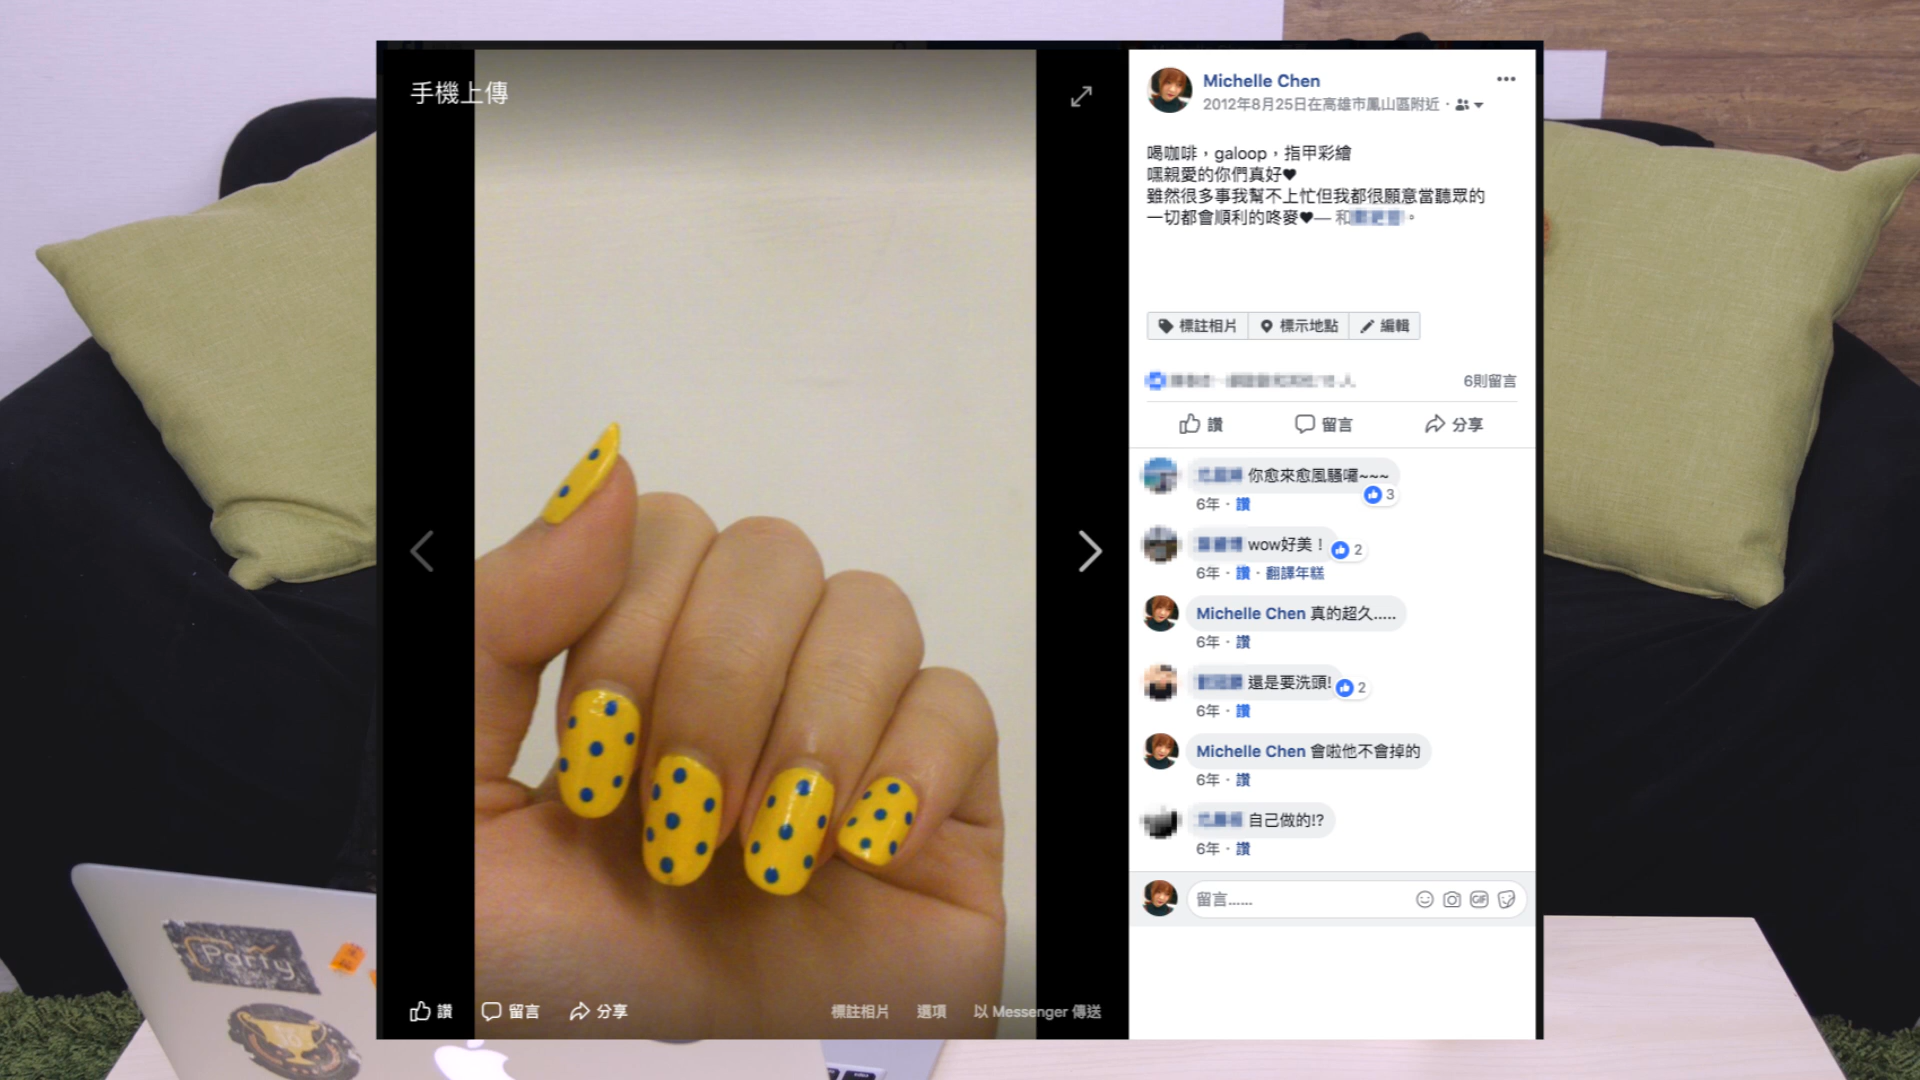 手機上傳
Michelle Chen
2012年8月25日在高雄市鳳山區附近 ·
喝咖啡，galoop，指甲彩繪
嘿親愛的你們真好♥
雖然很多事我幫不上忙但我都很願意當聽眾的
一切都會順利的咚麥♥— 和 。
標註相片 標示地點 編輯
6則留言
讚 留言 分享
你愈來愈風騷囉~~~
3
6年 · 讚
wow好美！
2
6年 · 讚 · 翻譯年糕
Michelle Chen 真的超久.....
6年 · 讚
還是要洗頭!
2
6年 · 讚
Michelle Chen 會啦他不會掉的
6年 · 讚
自己做的!?
6年 · 讚
留言...... GIF
讚 留言 分享 標註相片 選項 以 Messenger 傳送
Party